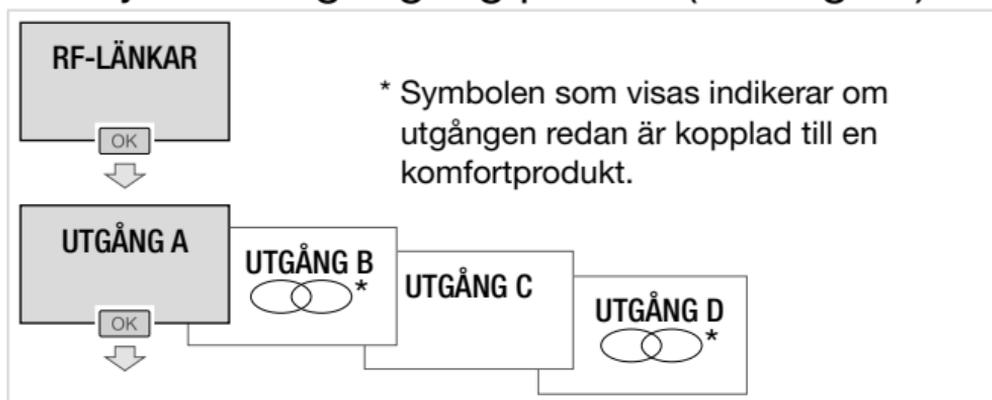 RF-LÄNKAR
OK
* Symbolen som visas indikerar om
utgången redan är kopplad till en
komfortprodukt.
UTGÅNG A
OK
UTGÅNG B
*
UTGÅNG C
UTGÅNG D
*